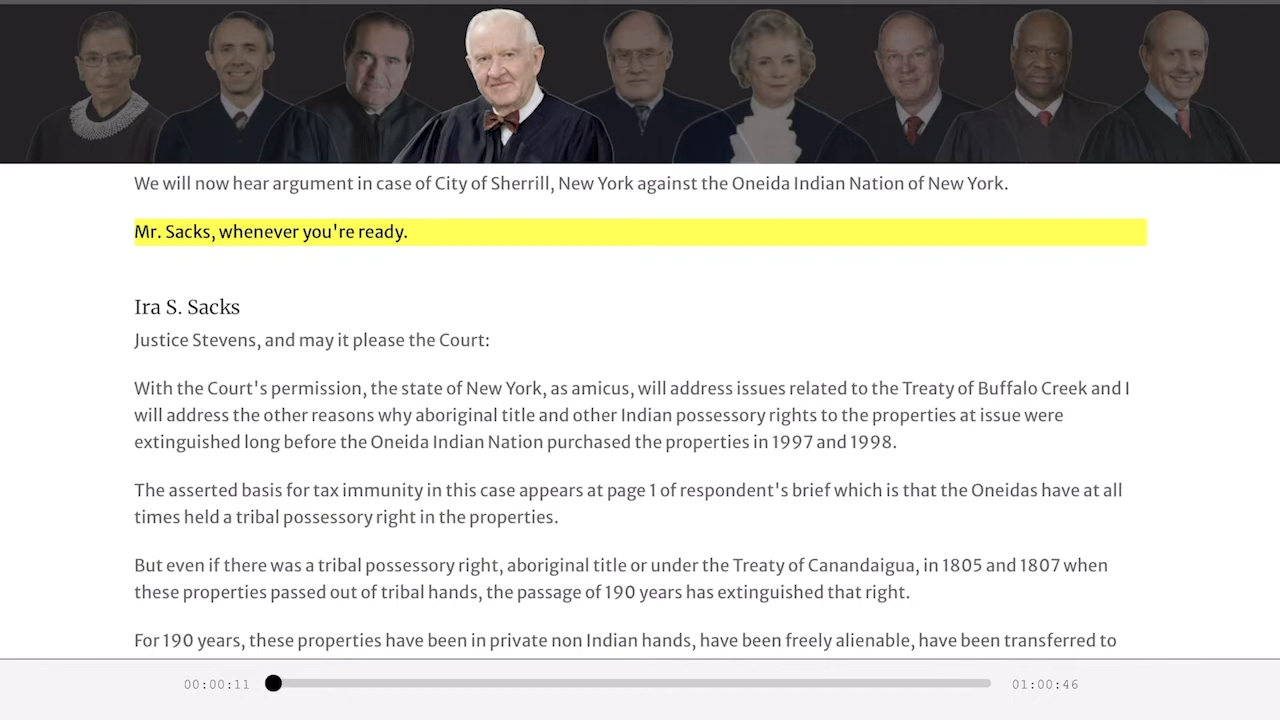 We will now hear argument in case of City of Sherrill, New York against the Oneida Indian Nation of New York.
Mr. Sacks, whenever you're ready.
Ira S. Sacks
Justice Stevens, and may it please the Court:
With the Court's permission, the state of New York, as amicus, will address issues related to the Treaty of Buffalo Creek and I
will address the other reasons why aboriginal title and other Indian possessory rights to the properties at issue were
extinguished long before the Oneida Indian Nation purchased the properties in 1997 and 1998.
The asserted basis for tax immunity in this case appears at page 1 of respondent's brief which is that the Oneidas have at all
times held a tribal possessory right in the properties.
But even if there was a tribal possessory right, aboriginal title or under the Treaty of Canandaigua, in 1805 and 1807 when
these properties passed out of tribal hands, the passage of 190 years has extinguished that right.
For 190 years, these properties have been in private non Indian hands, have been freely alienable, have been transferred to
00:00:11
01:00:46